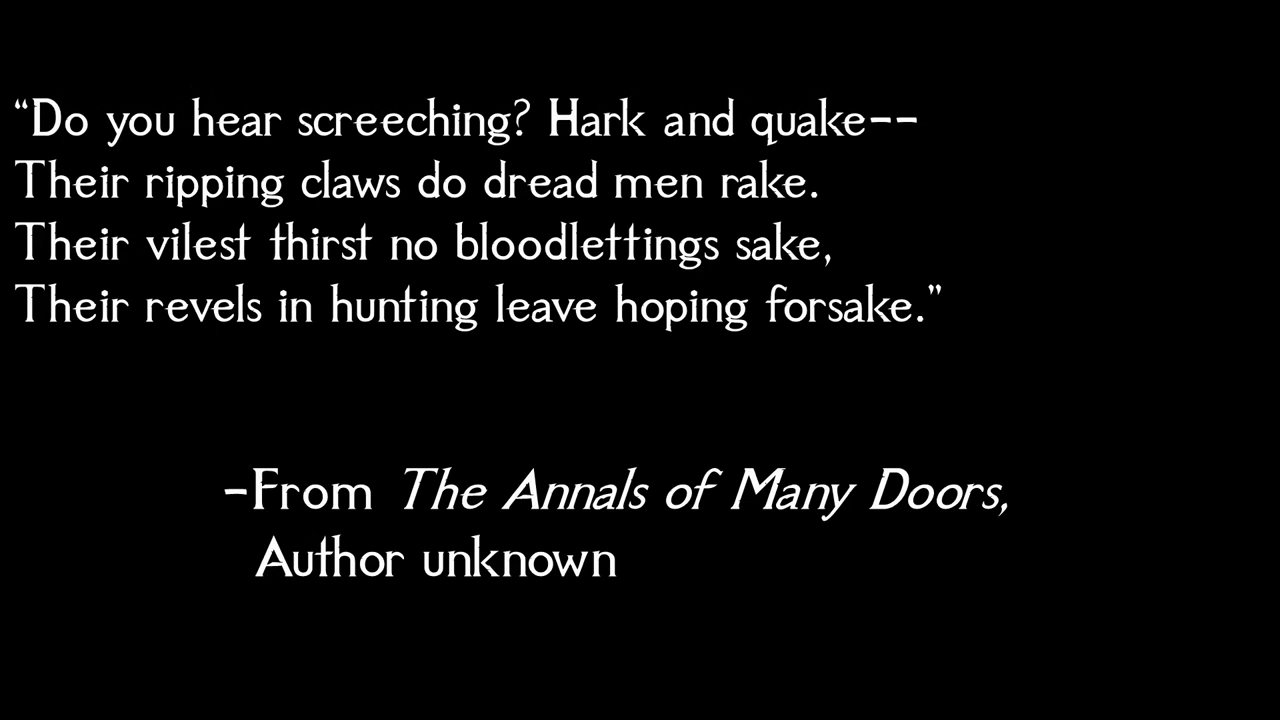 “Do you hear screeching? Hark and quake--
Their ripping claws do dread men rake.
Their vilest thirst no bloodlettings sake,
Their revels in hunting leave hoping forsake.”
-From The Annals of Many Doors,
Author unknown